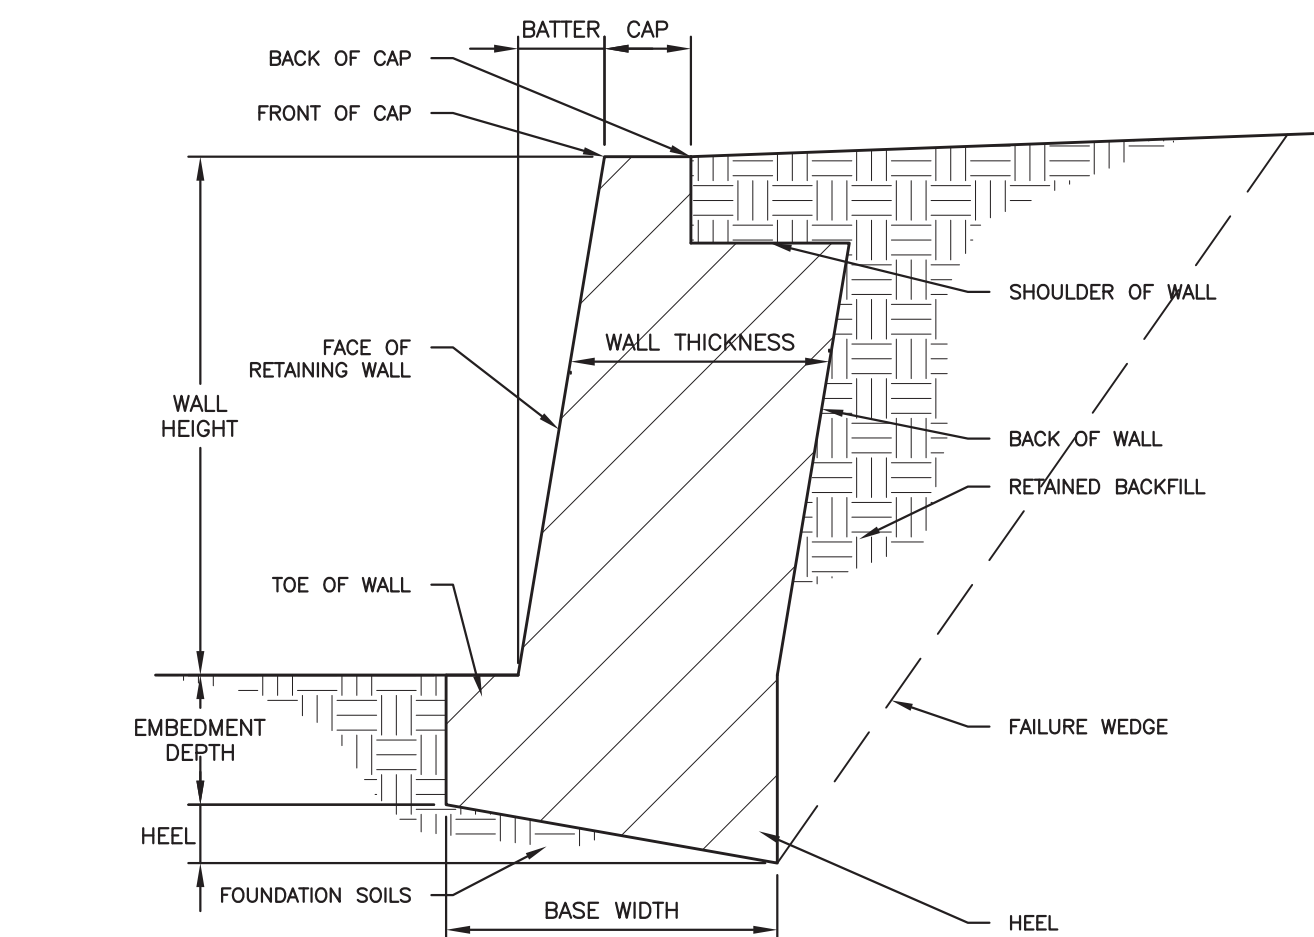 BATTER CAP
BACK OF CAP
FRONT OF CAP
SHOULDER OF WALL
WALL THICKNESS
FACE OF
RETAINING WALL
WALL
HEIGHT
BACK OF WALL
RETAINED BACKFILL
TOE OF WALL
EMBEDMENT
DEPTH
FAILURE WEDGE
HEEL
FOUNDATION SOILS
BASE WIDTH
HEEL